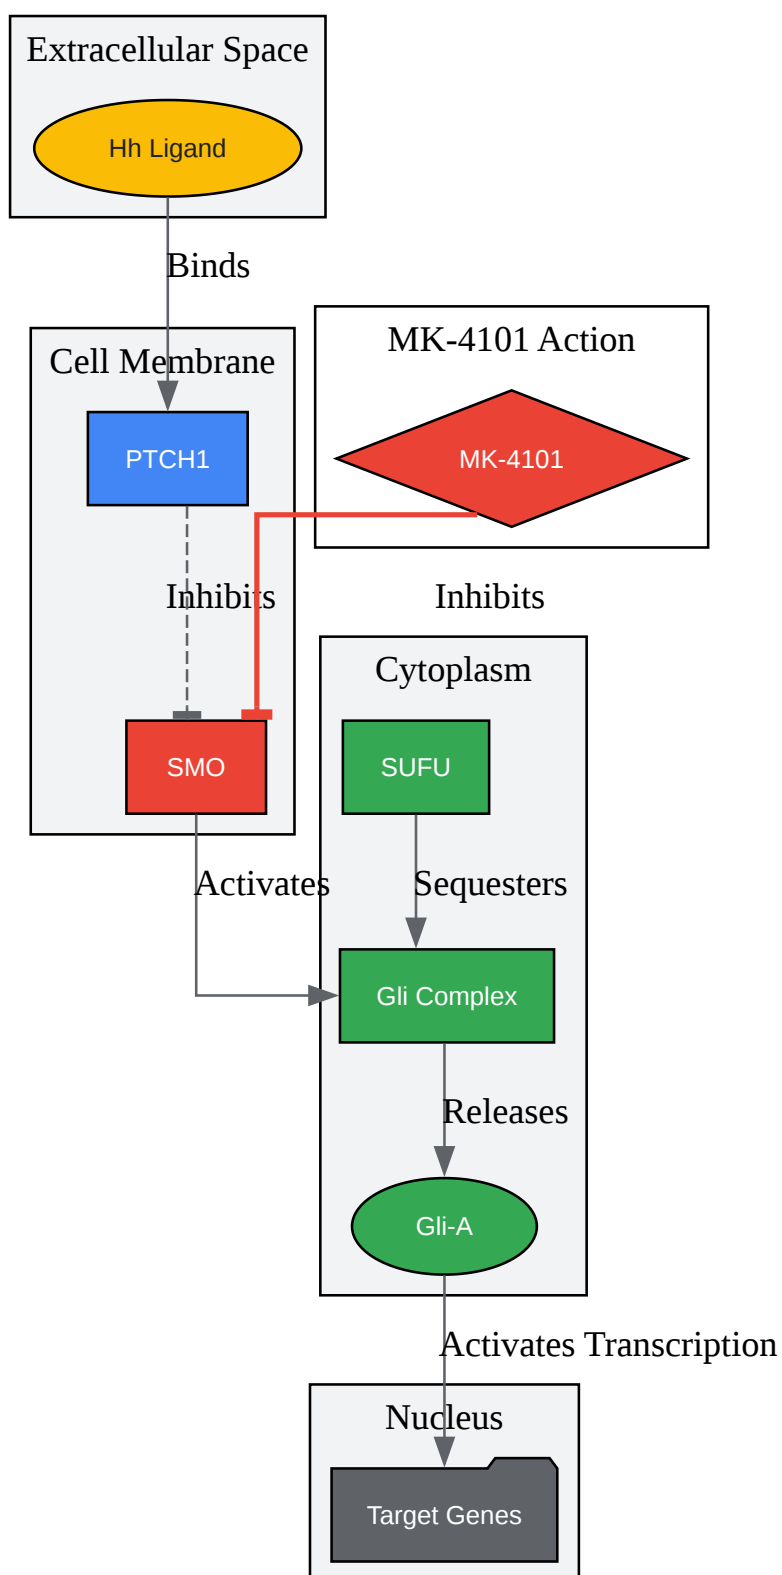 Extracellular Space
Hh Ligand
Binds
Cell Membrane
MK-4101 Action
PTCH1
MK-4101
Inhibits
Inhibits
Cytoplasm
SMO
SUFU
Activates
Sequesters
Gli Complex
Releases
Gli-A
Activates Transcription
Nucleus
Target Genes